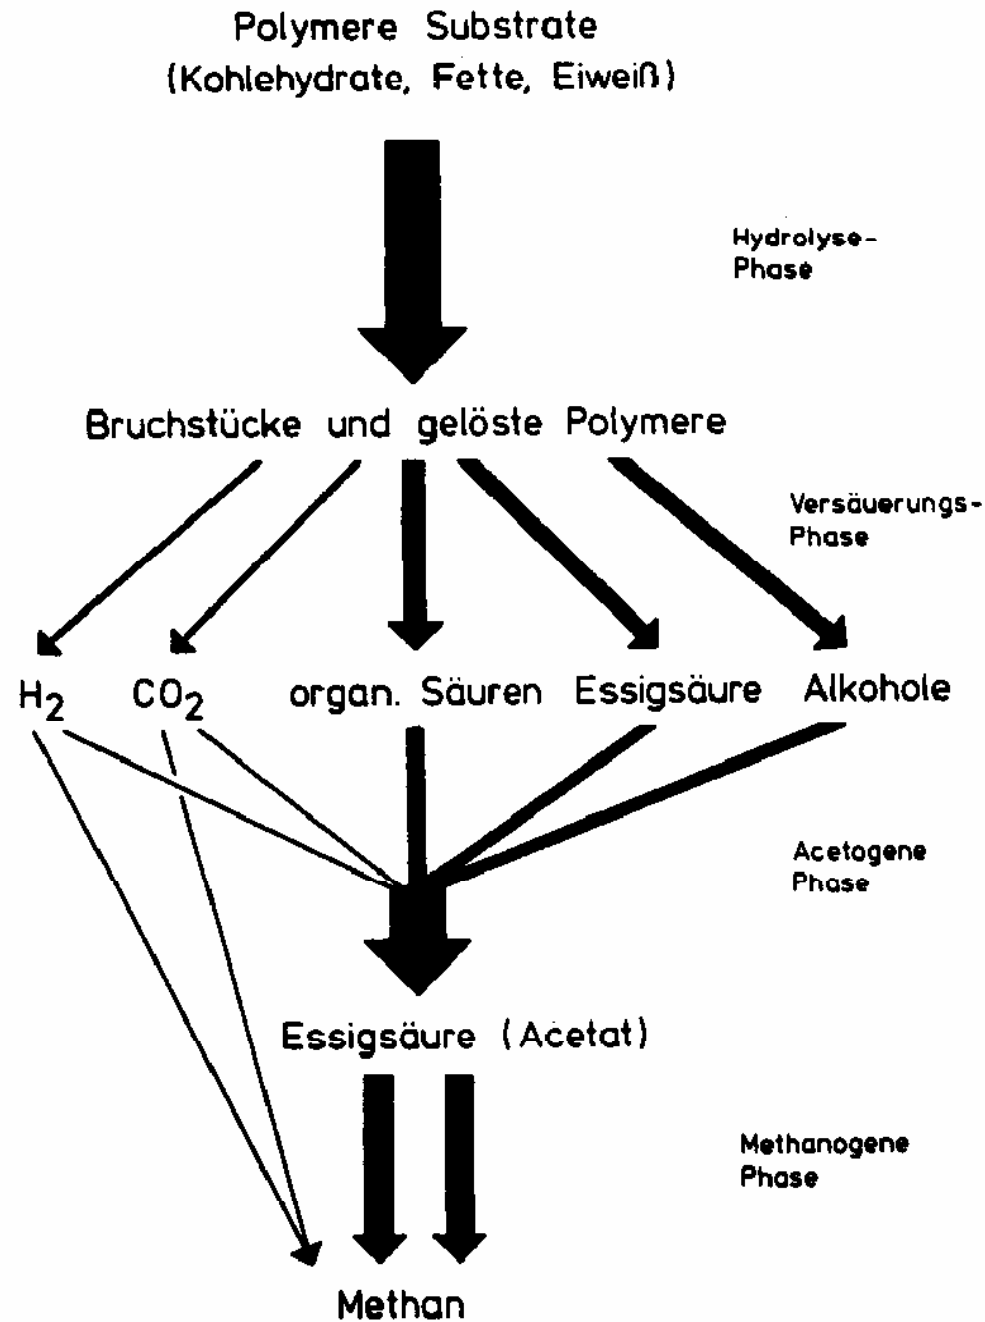 Polymere Substrate
(Kohlehydrate, Fette, Eiweiß)
Hydrolyse-
Phase
Bruchstücke und gelöste Polymere
Versäuerungs-
Phase
H₂ CO₂ organ. Säuren Essigsäure Alkohole
Acetogene
Phase
Essigsäure (Acetat)
Methanogene
Phase
Methan